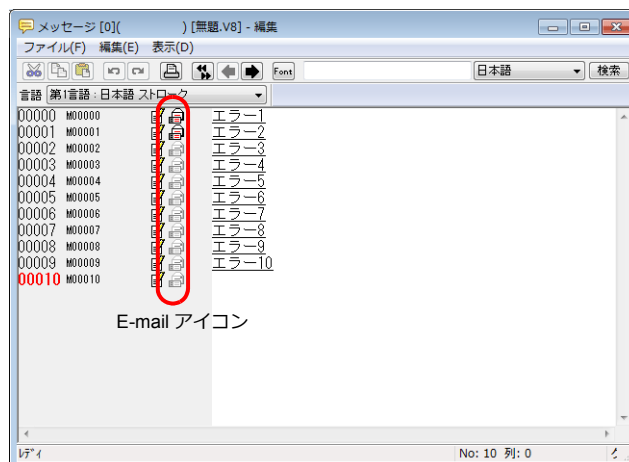 メッセージ [0]( ) [無題.V8] - 編集
ファイル(F) 編集(E) 表示(D)
Font 日本語 検索
言語 第1言語 : 日本語 ストローク
00000 M00000 エラー1
00001 M00001 エラー2
00002 M00002 エラー3
00003 M00003 エラー4
00004 M00004 エラー5
00005 M00005 エラー6
00006 M00006 エラー7
00007 M00007 エラー8
00008 M00008 エラー9
00009 M00009 エラー10
00010 M00010
E-mail アイコン
ﾚﾃﾞｨ No: 10 列: 0